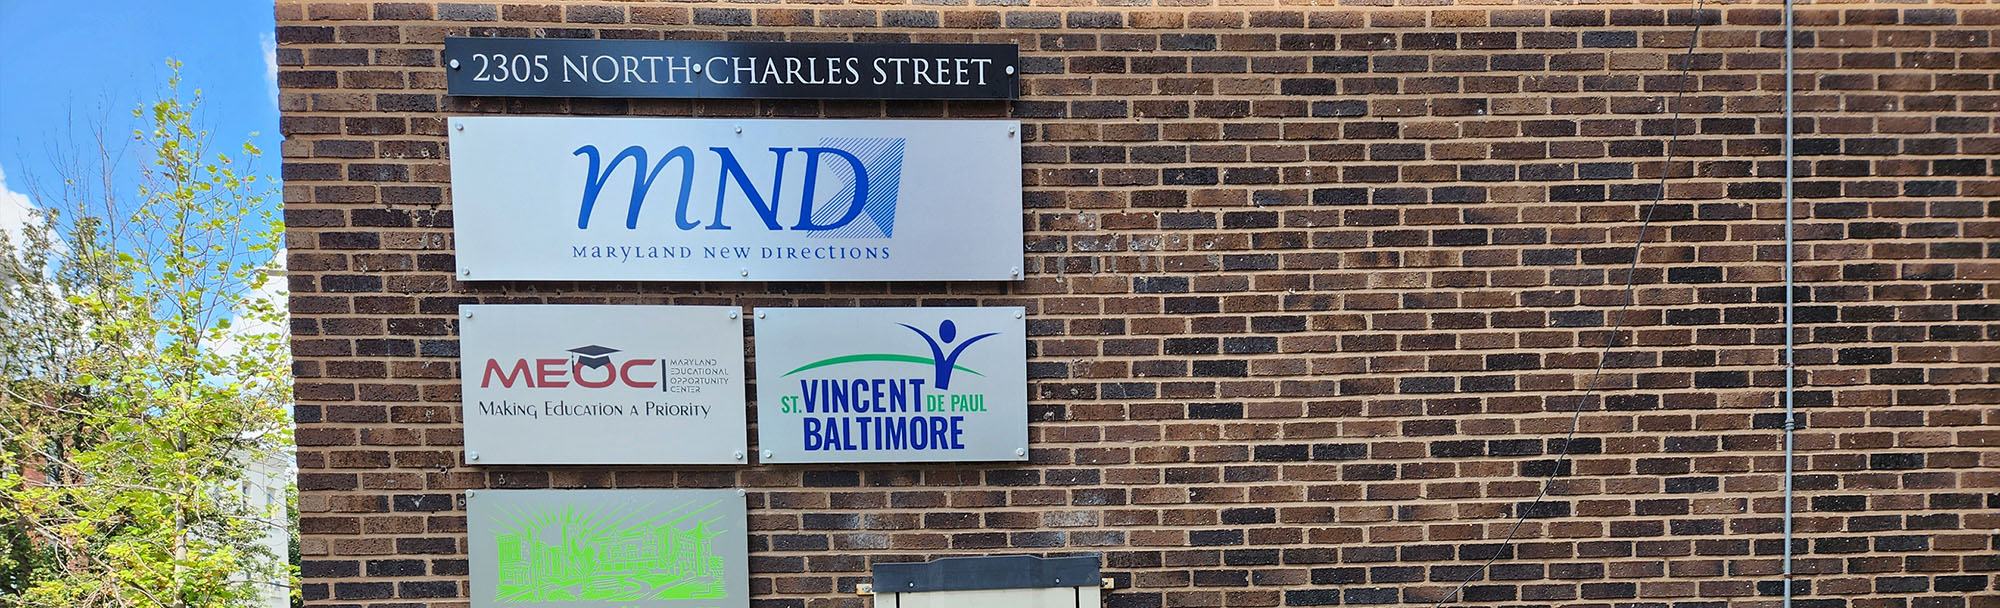 2305 NORTH CHARLES STREET
MND
MARYLAND NEW DIRECTIONS
MEOC
MARYLAND
EDUCATIONAL
OPPORTUNITY
CENTER
MAKING EDUCATION A PRIORITY
ST. VINCENT DE PAUL
BALTIMORE